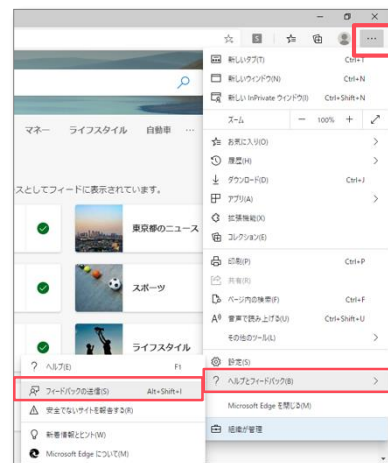 新しいタブ(T) Ctrl+T
新しいウィンドウ(N) Ctrl+N
新しい InPrivate ウィンドウ(I) Ctrl+Shift+N
ズーム － 100% ＋
お気に入り(O)
履歴(H)
ダウンロード(D) Ctrl+J
アプリ(A)
拡張機能(X)
コレクション(E)
印刷(P) Ctrl+P
共有(R)
ページ内の検索(F) Ctrl+F
音声で読み上げる(U) Ctrl+Shift+U
その他のツール(L)
設定(S)
ヘルプとフィードバック(B)
Microsoft Edge を閉じる(M)
組織が管理
マネー ライフスタイル 自動車 …
スとしてフィードに表示されています。
東京都のニュース
スポーツ
ライフスタイル
ヘルプ(E) F1
フィードバックの送信(S) Alt+Shift+I
安全でないサイトを報告する(R)
新着情報とヒント(W)
Microsoft Edge について(M)